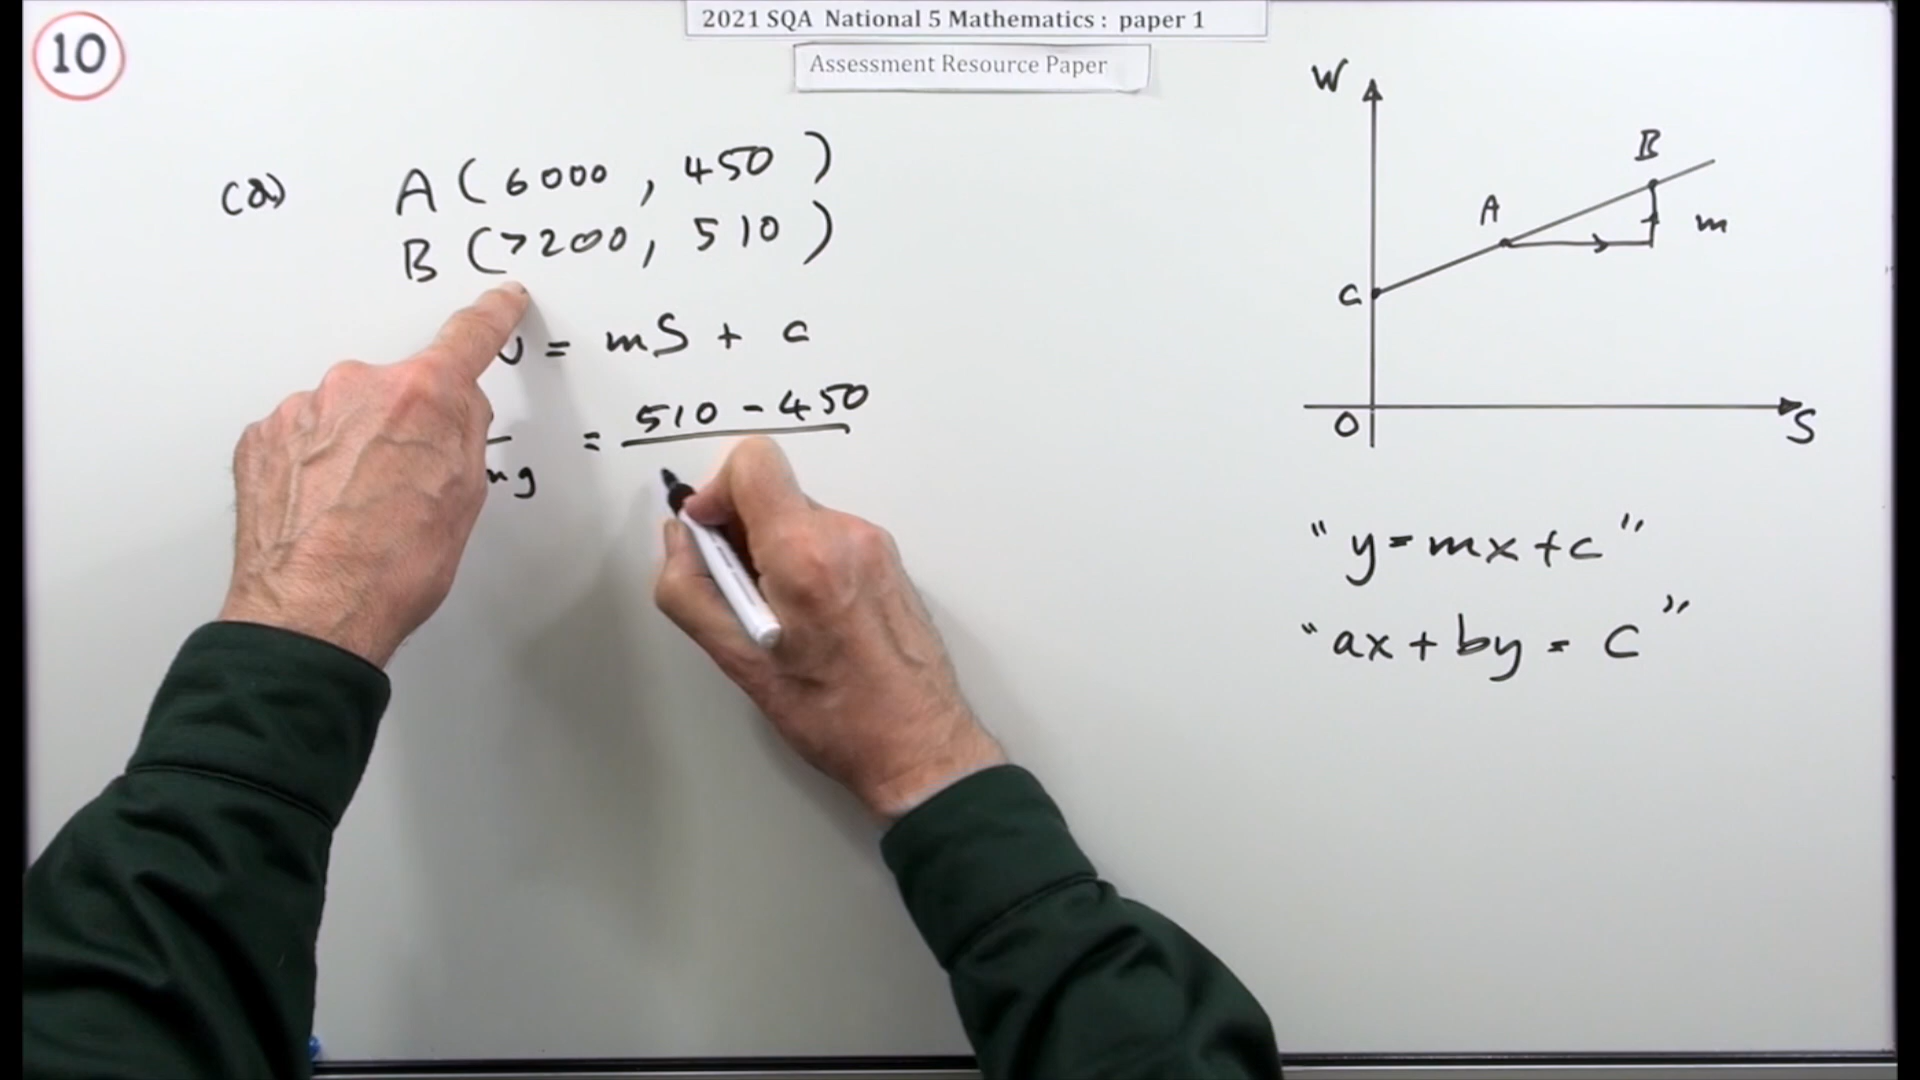 10
2021 SQA National 5 Mathematics : paper 1
Assessment Resource Paper
(a) A ( 6000 , 450 )
B ( 7200 , 510 )
= mS + c
= 510 - 450
W
B
A
m
C
O
S
"y = mx + c"
"ax + by = c"